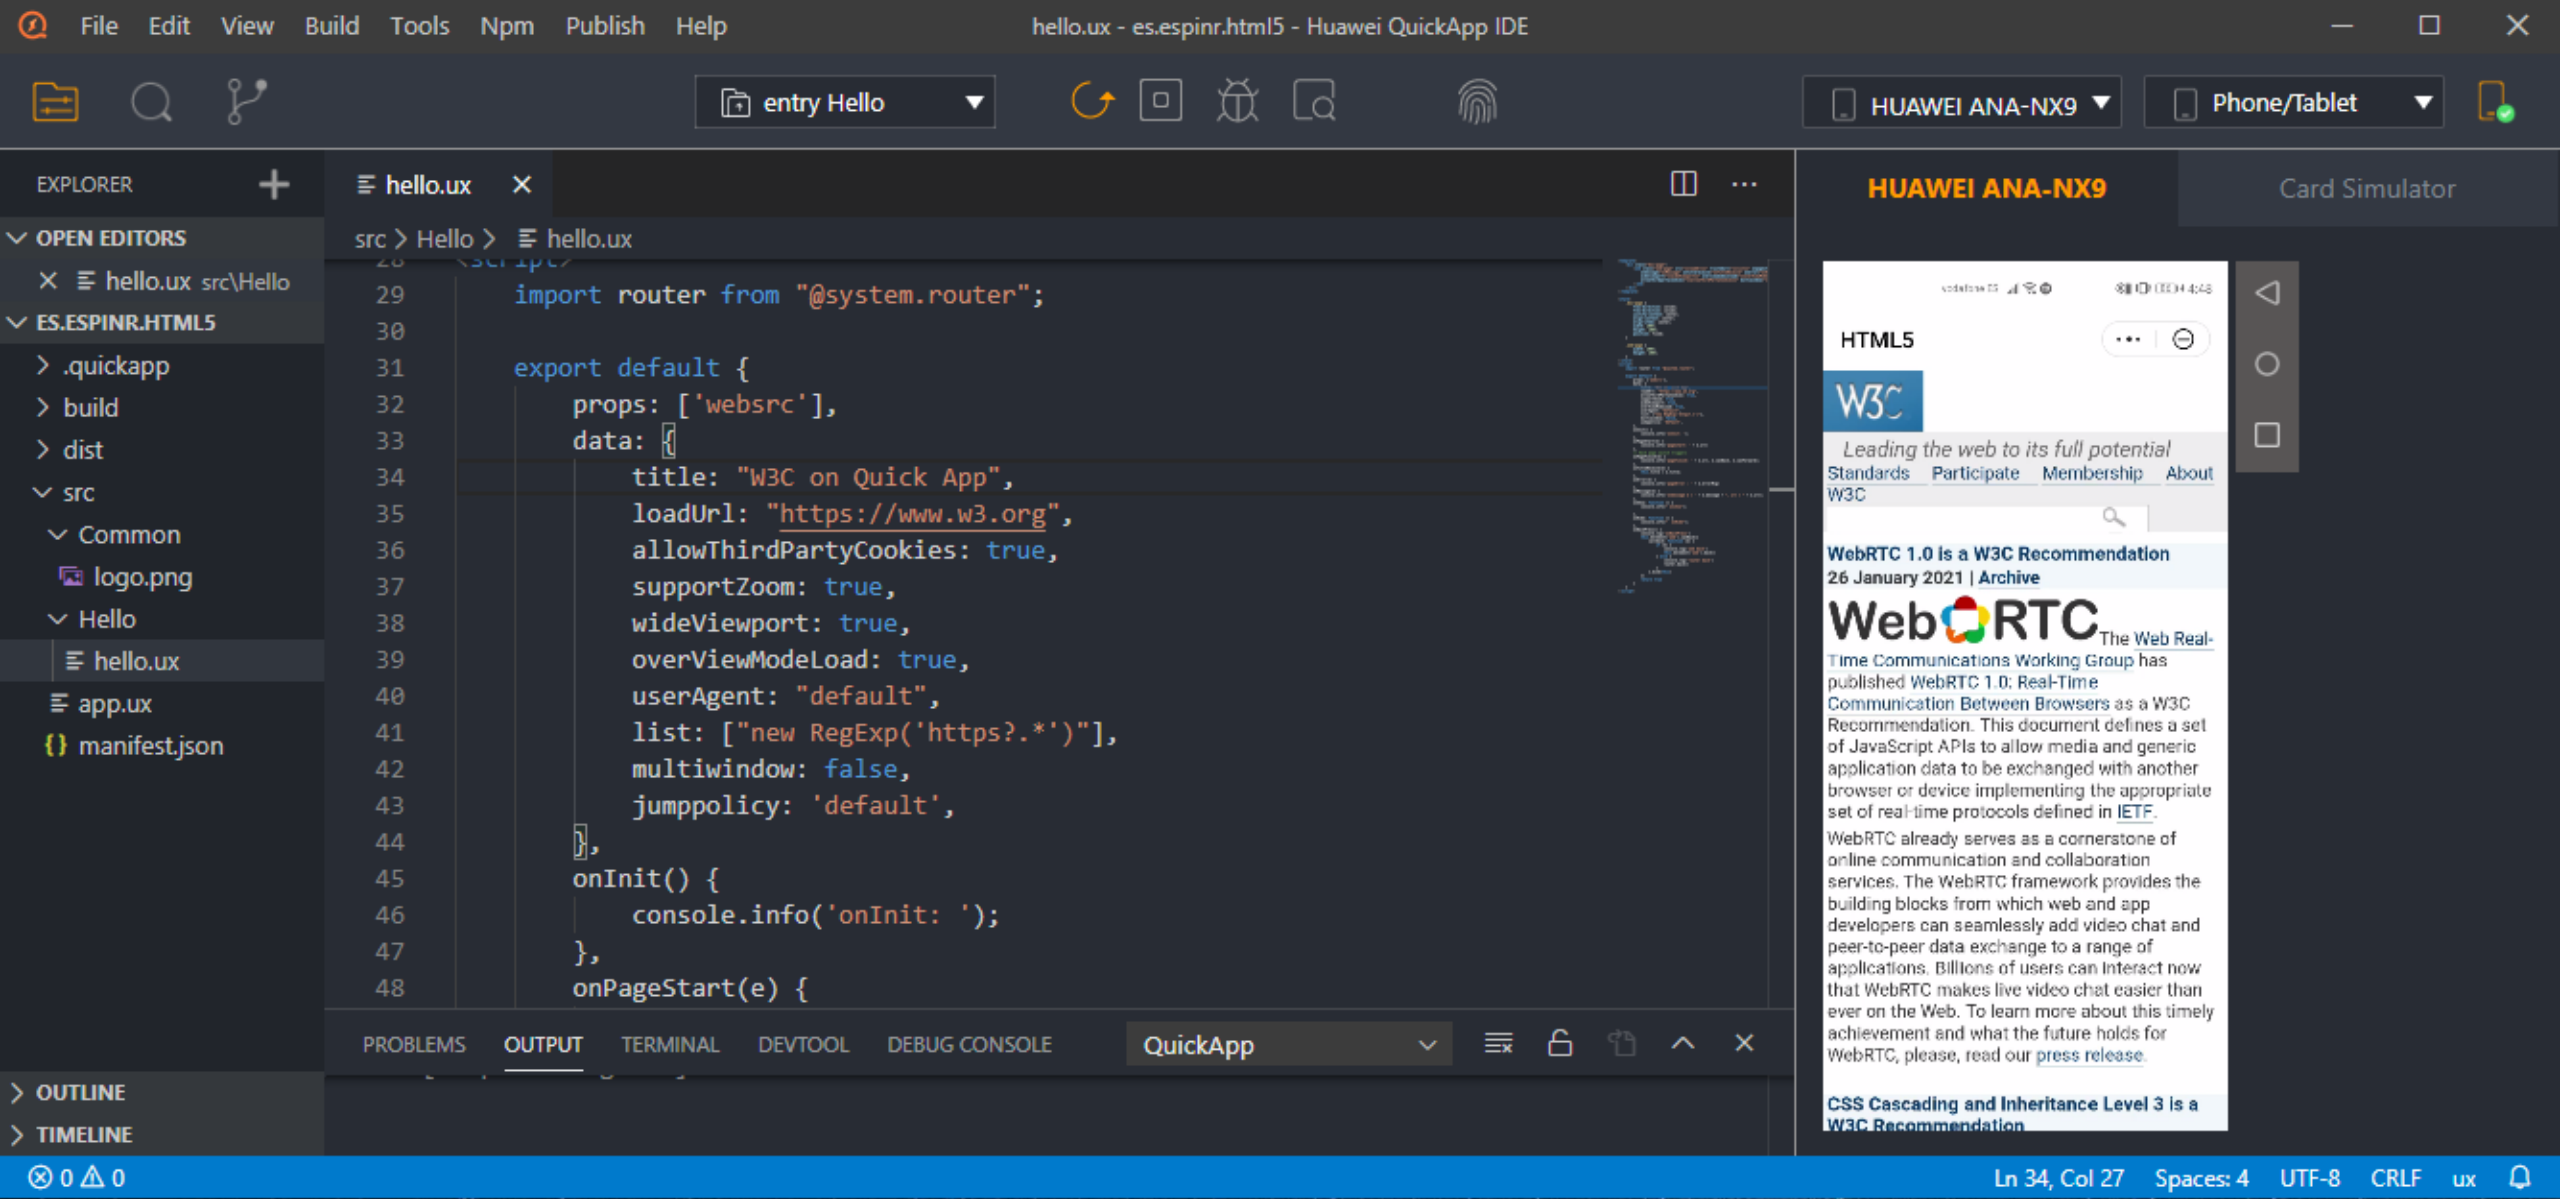 File Edit View Build Tools Npm Publish Help
hello.ux - es.espinr.html5 - Huawei QuickApp IDE
entry Hello
HUAWEI ANA-NX9
Phone/Tablet
EXPLORER
OPEN EDITORS
hello.ux src\Hello
ES.ESPINR.HTML5
.quickapp
build
dist
src
Common
logo.png
Hello
hello.ux
app.ux
manifest.json
OUTLINE
TIMELINE
hello.ux
src > Hello > hello.ux
28 <script>
29 import router from "@system.router";
30
31 export default {
32 props: ['websrc'],
33 data: {
34 title: "W3C on Quick App",
35 loadUrl: "https://www.w3.org",
36 allowThirdPartyCookies: true,
37 supportZoom: true,
38 wideViewport: true,
39 overViewModeLoad: true,
40 userAgent: "default",
41 list: ["new RegExp('https?.*')"],
42 multiwindow: false,
43 jumppolicy: 'default',
44 },
45 onInit() {
46 console.info('onInit: ');
47 },
48 onPageStart(e) {
PROBLEMS OUTPUT TERMINAL DEVTOOL DEBUG CONSOLE
QuickApp
HUAWEI ANA-NX9
Card Simulator
vodafone ES 4:48
HTML5
W3C
Leading the web to its full potential
Standards Participate Membership About
W3C
WebRTC 1.0 is a W3C Recommendation
26 January 2021 | Archive
WebRTC The Web Real-
Time Communications Working Group has
published WebRTC 1.0: Real-Time
Communication Between Browsers as a W3C
Recommendation. This document defines a set
of JavaScript APIs to allow media and generic
application data to be exchanged with another
browser or device implementing the appropriate
set of real-time protocols defined in IETF.
WebRTC already serves as a cornerstone of
online communication and collaboration
services. The WebRTC framework provides the
building blocks from which web and app
developers can seamlessly add video chat and
peer-to-peer data exchange to a range of
applications. Billions of users can interact now
that WebRTC makes live video chat easier than
ever on the Web. To learn more about this timely
achievement and what the future holds for
WebRTC, please, read our press release.
CSS Cascading and Inheritance Level 3 is a
W3C Recommendation
0 0
Ln 34, Col 27 Spaces: 4 UTF-8 CRLF ux